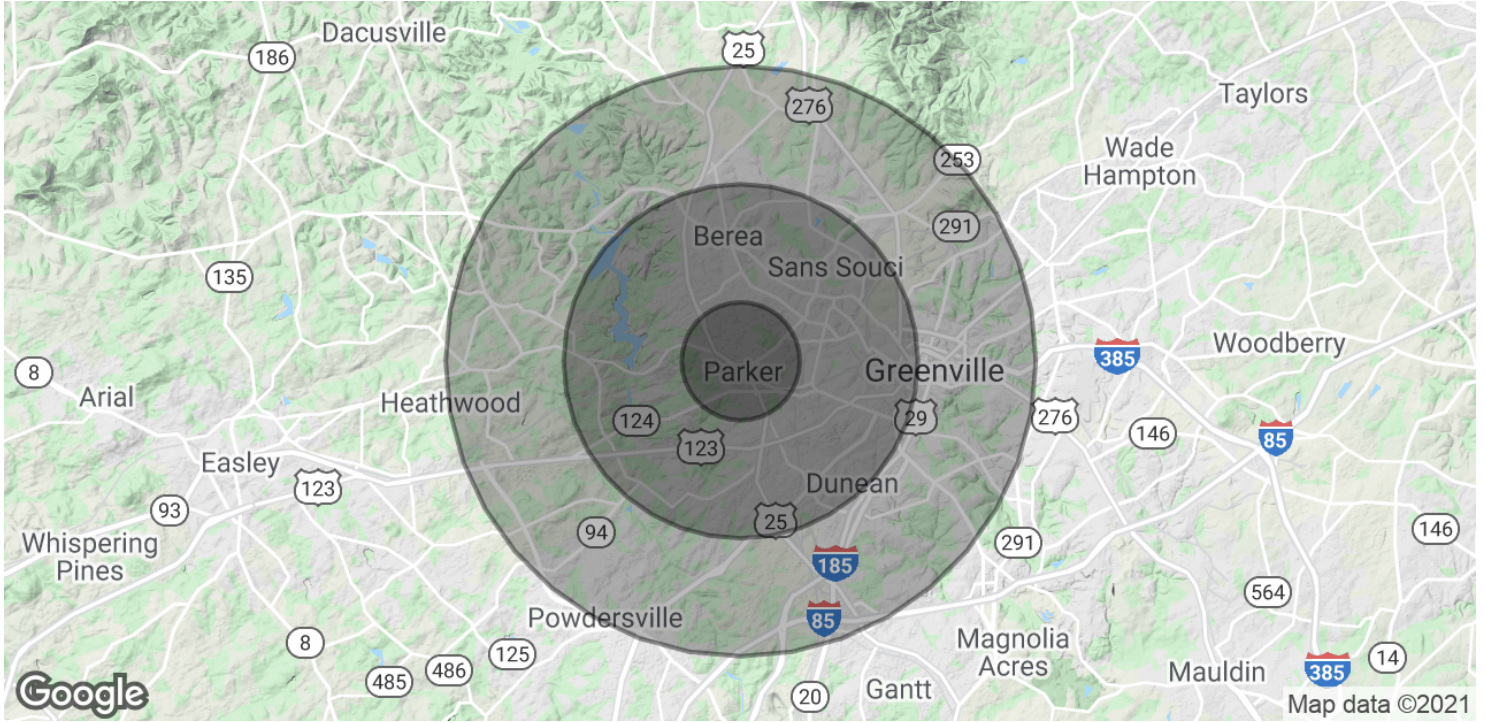 Dacusville
186
25
276
Taylors
Wade
Hampton
253
291
Berea
Sans Souci
135
385
Woodberry
8
Parker
Greenville
Arial
Heathwood
124
29
276
146
85
123
Easley
123
Dunean
93
25
94
146
Whispering
Pines
291
185
564
Powdersville
85
8
125
486
485
Magnolia
Acres
Mauldin
385
14
20
Gantt
Google
Map data ©2021